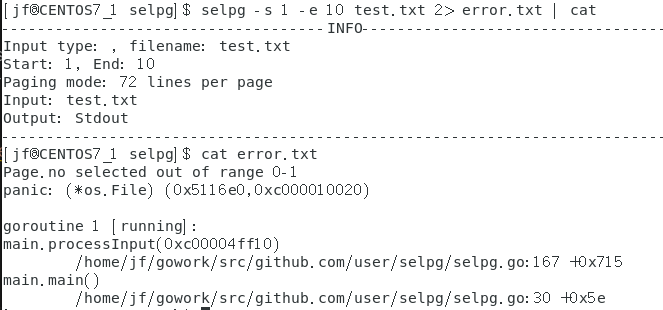 [jf@CENTOS7_1 selpg]$ selpg -s 1 -e 10 test.txt 2> error.txt | cat
------------------------------------INFO----------------------------------
Input type: , filename: test.txt
Start: 1, End: 10
Paging mode: 72 lines per page
Input: test.txt
Output: Stdout
--------------------------------------------------------------------------
[jf@CENTOS7_1 selpg]$ cat error.txt
Page.no selected out of range 0-1
panic: (*os.File) (0x5116e0,0xc000010020)
goroutine 1 [running]:
main.processInput(0xc00004ff10)
/home/jf/gowork/src/github.com/user/selpg/selpg.go:167 +0x715
main.main()
/home/jf/gowork/src/github.com/user/selpg/selpg.go:30 +0x5e